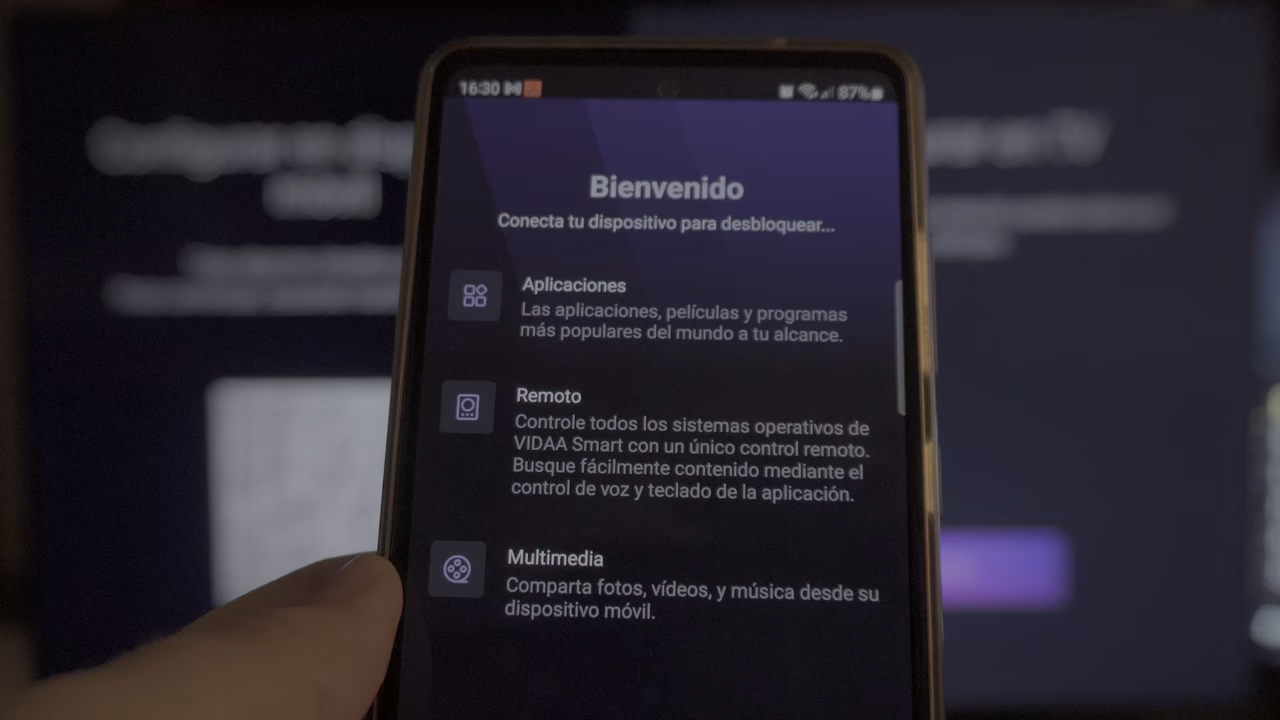 16:30
87%
Bienvenido
Conecta tu dispositivo para desbloquear...
Aplicaciones
Las aplicaciones, películas y programas
más populares del mundo a tu alcance.
Remoto
Controle todos los sistemas operativos de
VIDAA Smart con un único control remoto.
Busque fácilmente contenido mediante el
control de voz y teclado de la aplicación.
Multimedia
Comparta fotos, vídeos, y música desde su
dispositivo móvil.